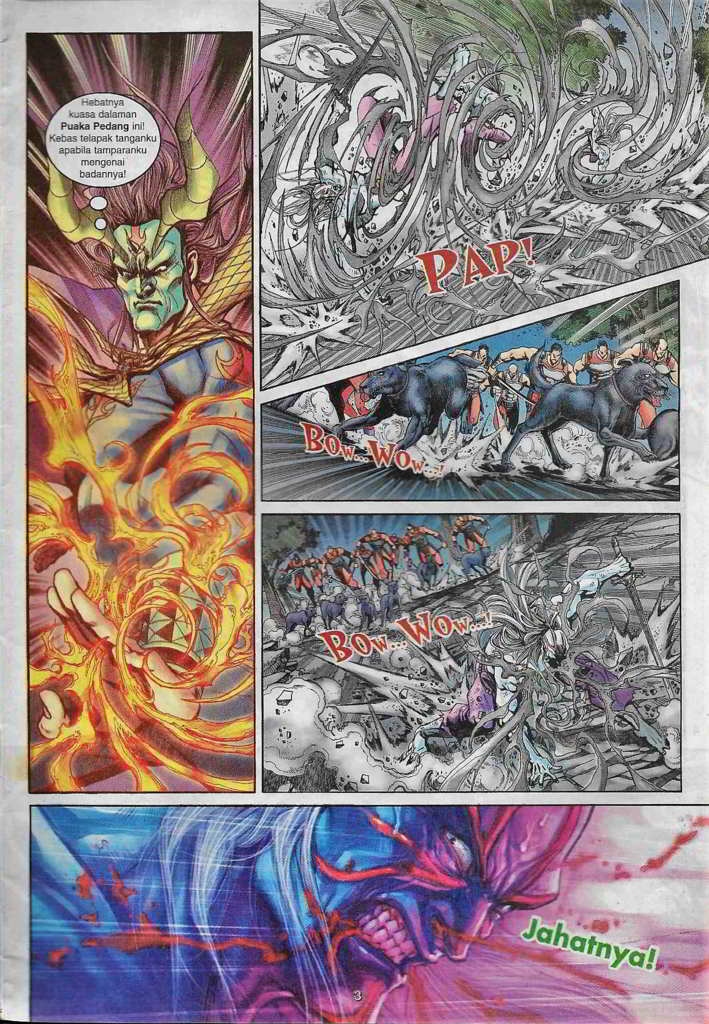 Hebatnya
kuasa dalaman
Puaka Pedang ini!
Kebas telapak tanganku
apabila tamparanku
mengenai
badannya!
PAP!
BOW...WOW...!
BOW...WOW...!
Jahatnya!
3